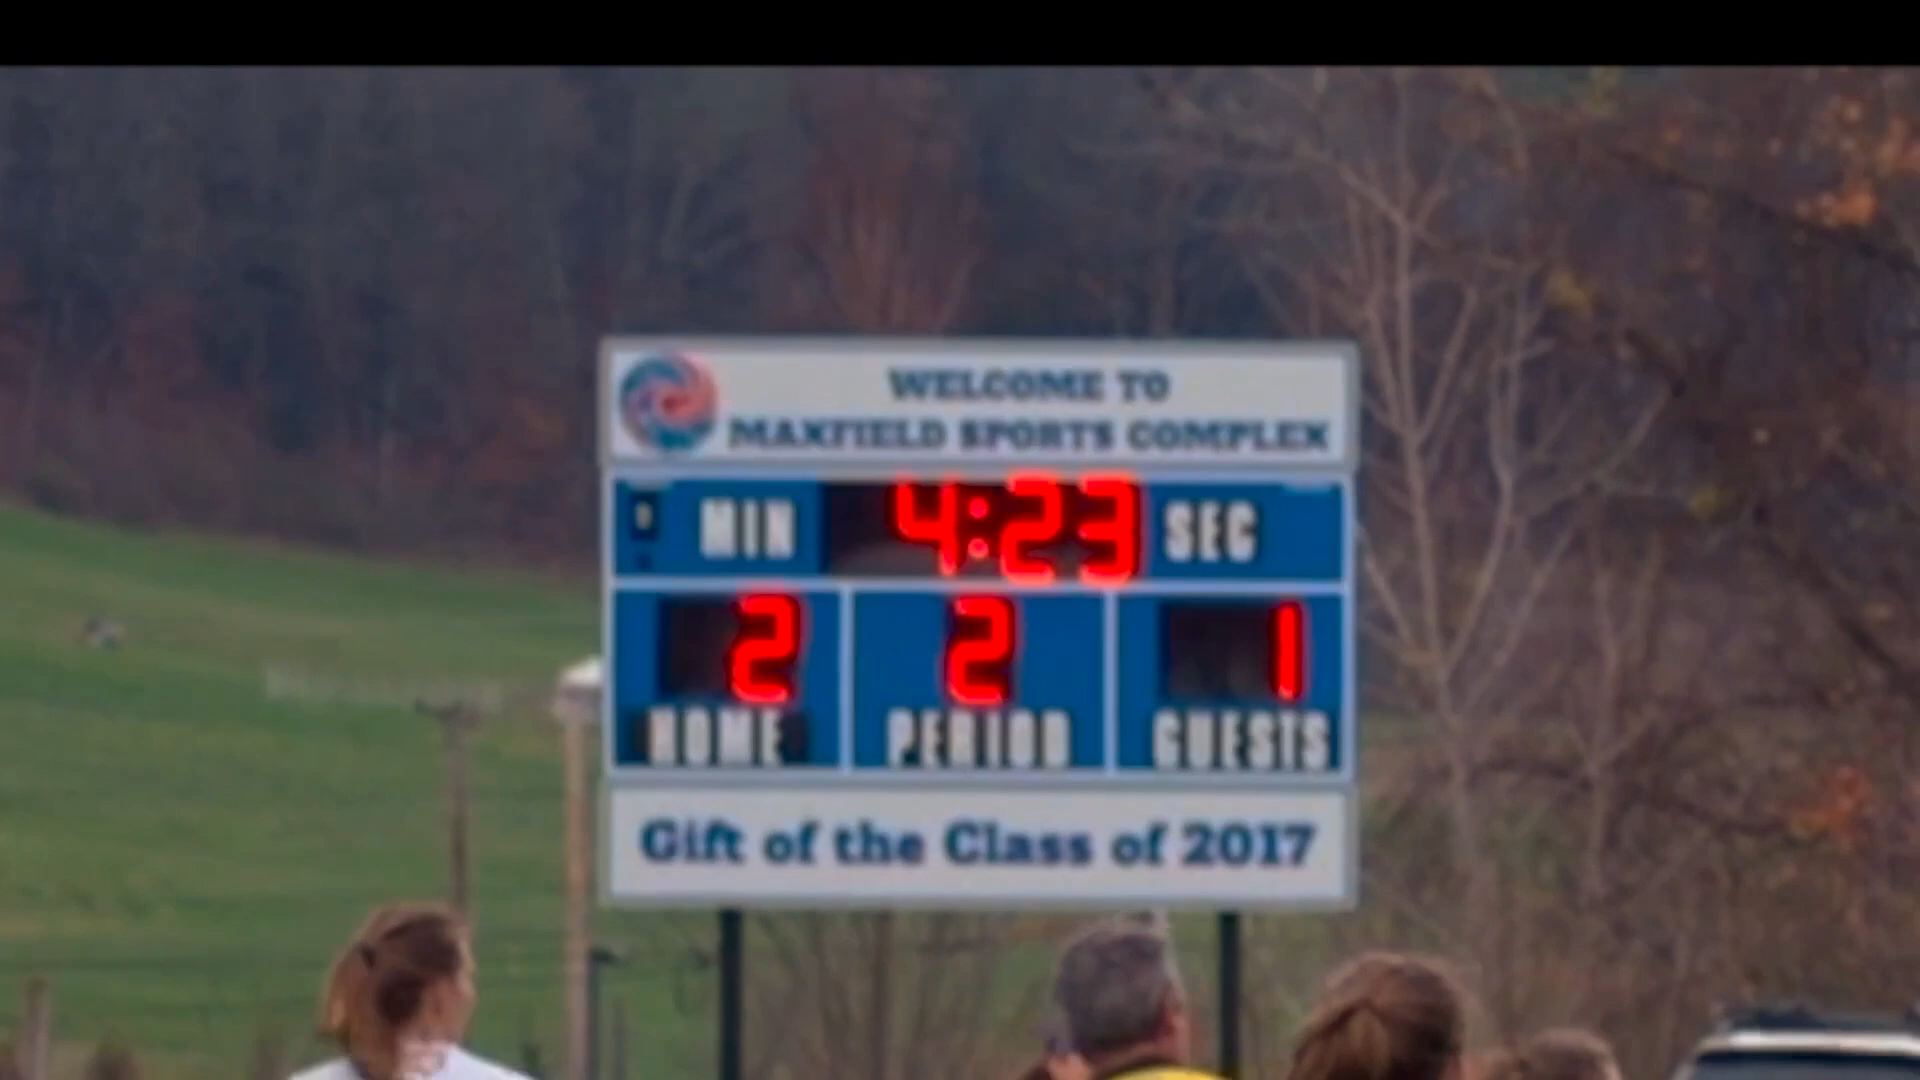 WELCOME TO
MAXFIELD SPORTS COMPLEX
MIN 4:23 SEC
2 2 1
HOME PERIOD GUESTS
Gift of the Class of 2017